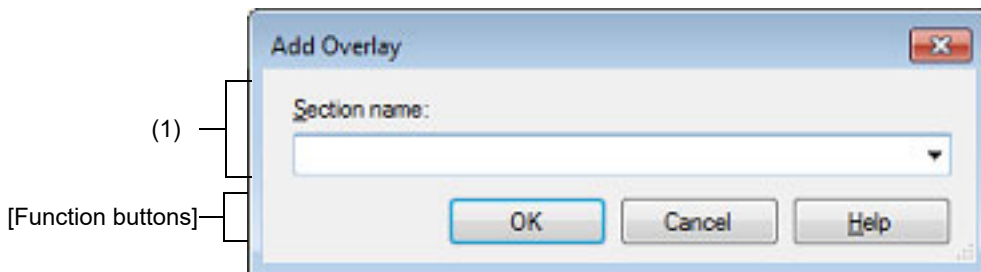 Add Overlay
Section name:
(1)
[Function buttons]
OK Cancel Help